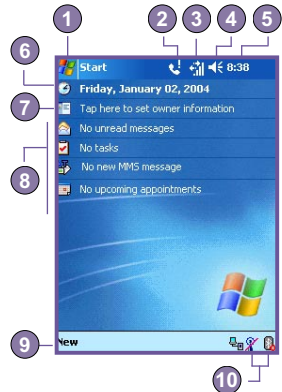 1
2
3
4
5
6
Start 8:38
Friday, January 02, 2004
7
Tap here to set owner information
No unread messages
No tasks
8
No new MMS message
No upcoming appointments
9
New
10